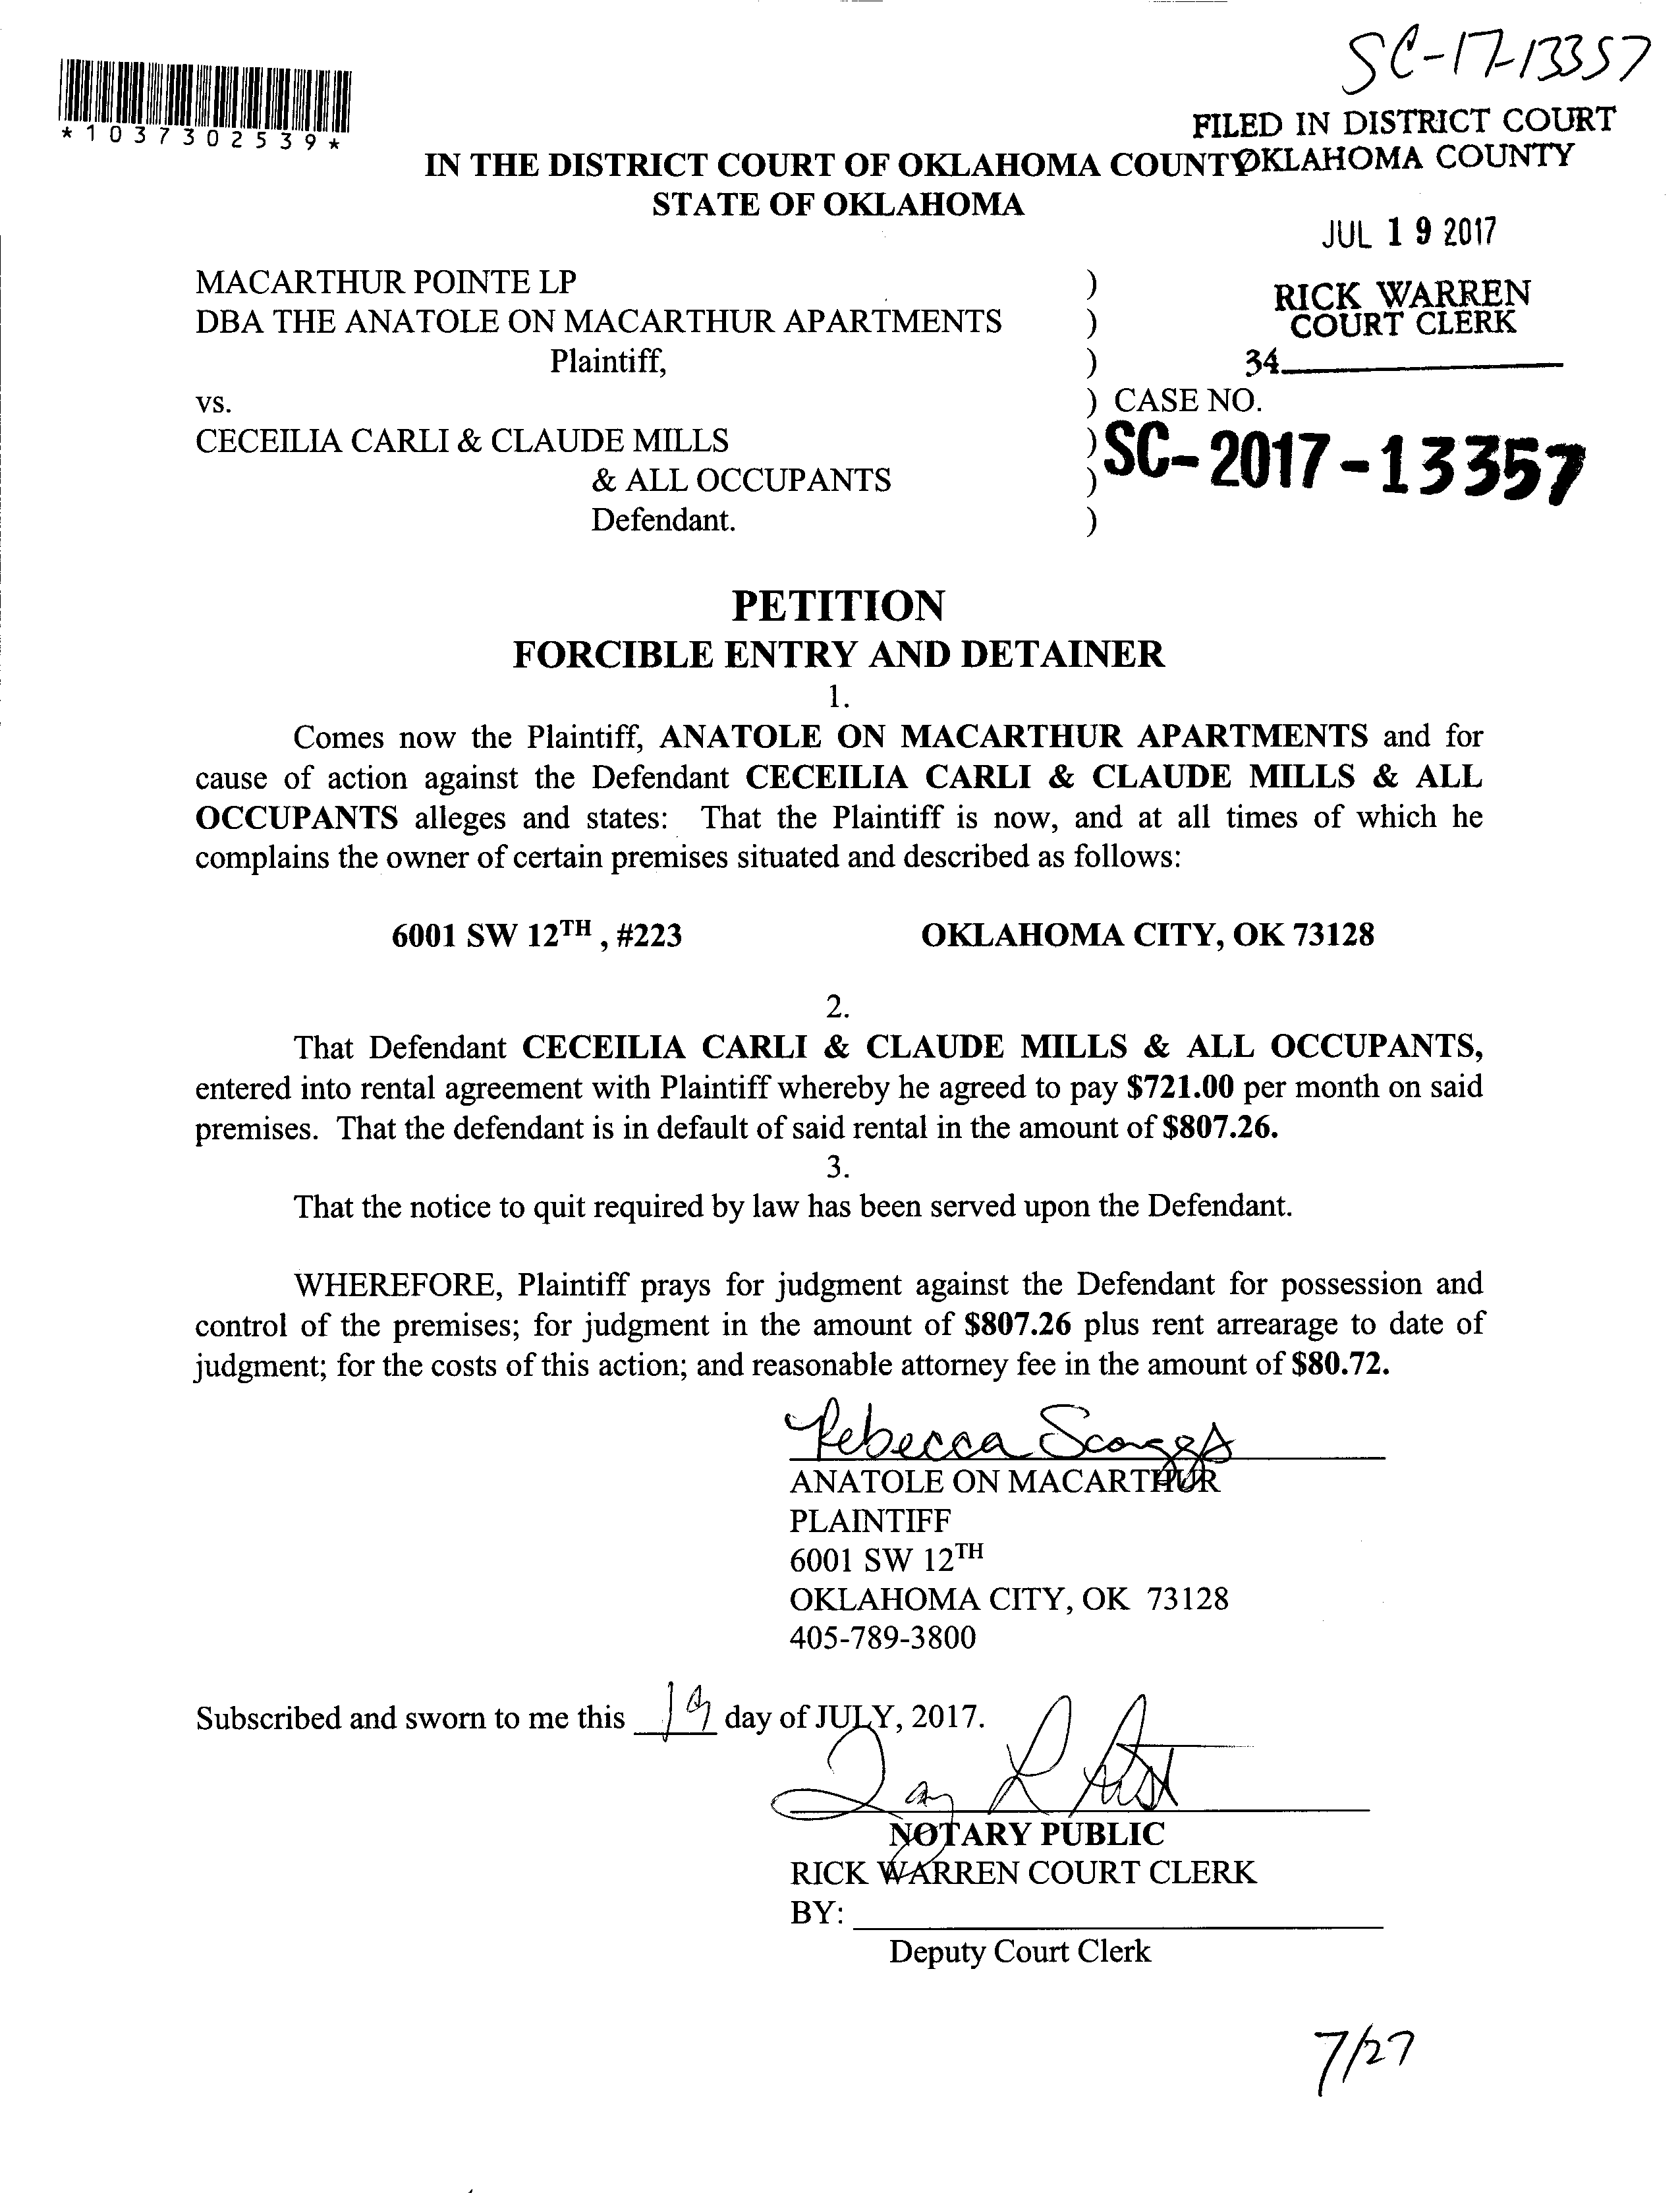 SC-17-13357
*1037302539*
FILED IN DISTRICT COURT
OKLAHOMA COUNTY
IN THE DISTRICT COURT OF OKLAHOMA COUNTY
STATE OF OKLAHOMA
JUL 19 2017
MACARTHUR POINTE LP )
RICK WARREN
DBA THE ANATOLE ON MACARTHUR APARTMENTS )
COURT CLERK
Plaintiff, )
34
vs. ) CASE NO.
CECEILIA CARLI & CLAUDE MILLS ) SC-2017-13357
& ALL OCCUPANTS )
Defendant. )
PETITION
FORCIBLE ENTRY AND DETAINER
1.
Comes now the Plaintiff, ANATOLE ON MACARTHUR APARTMENTS and for
cause of action against the Defendant CECEILIA CARLI & CLAUDE MILLS & ALL
OCCUPANTS alleges and states: That the Plaintiff is now, and at all times of which he
complains the owner of certain premises situated and described as follows:
6001 SW 12TH , #223 OKLAHOMA CITY, OK 73128
2.
That Defendant CECEILIA CARLI & CLAUDE MILLS & ALL OCCUPANTS,
entered into rental agreement with Plaintiff whereby he agreed to pay $721.00 per month on said
premises. That the defendant is in default of said rental in the amount of $807.26.
3.
That the notice to quit required by law has been served upon the Defendant.
WHEREFORE, Plaintiff prays for judgment against the Defendant for possession and
control of the premises; for judgment in the amount of $807.26 plus rent arrearage to date of
judgment; for the costs of this action; and reasonable attorney fee in the amount of $80.72.
Rebecca Scoggs
ANATOLE ON MACARTHUR
PLAINTIFF
6001 SW 12TH
OKLAHOMA CITY, OK 73128
405-789-3800
Subscribed and sworn to me this 19 day of JULY, 2017.
NOTARY PUBLIC
RICK WARREN COURT CLERK
BY:
Deputy Court Clerk
7/27